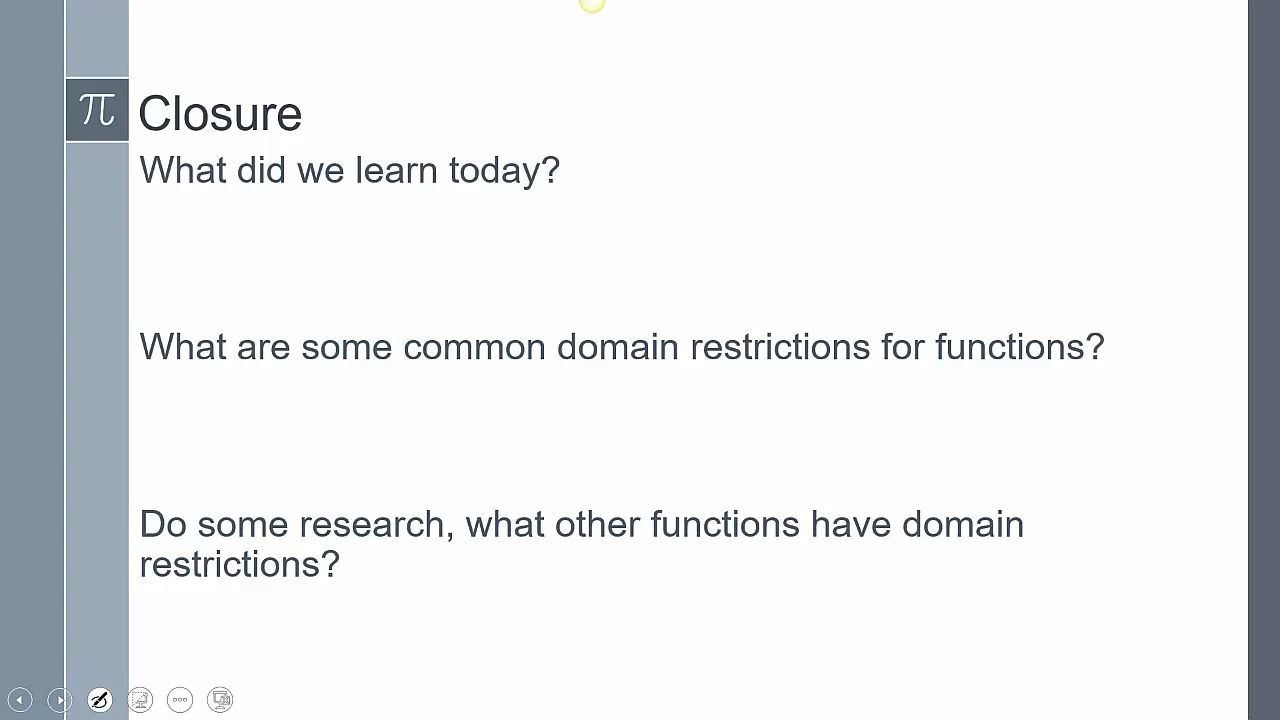 π
Closure
What did we learn today?
What are some common domain restrictions for functions?
Do some research, what other functions have domain
restrictions?